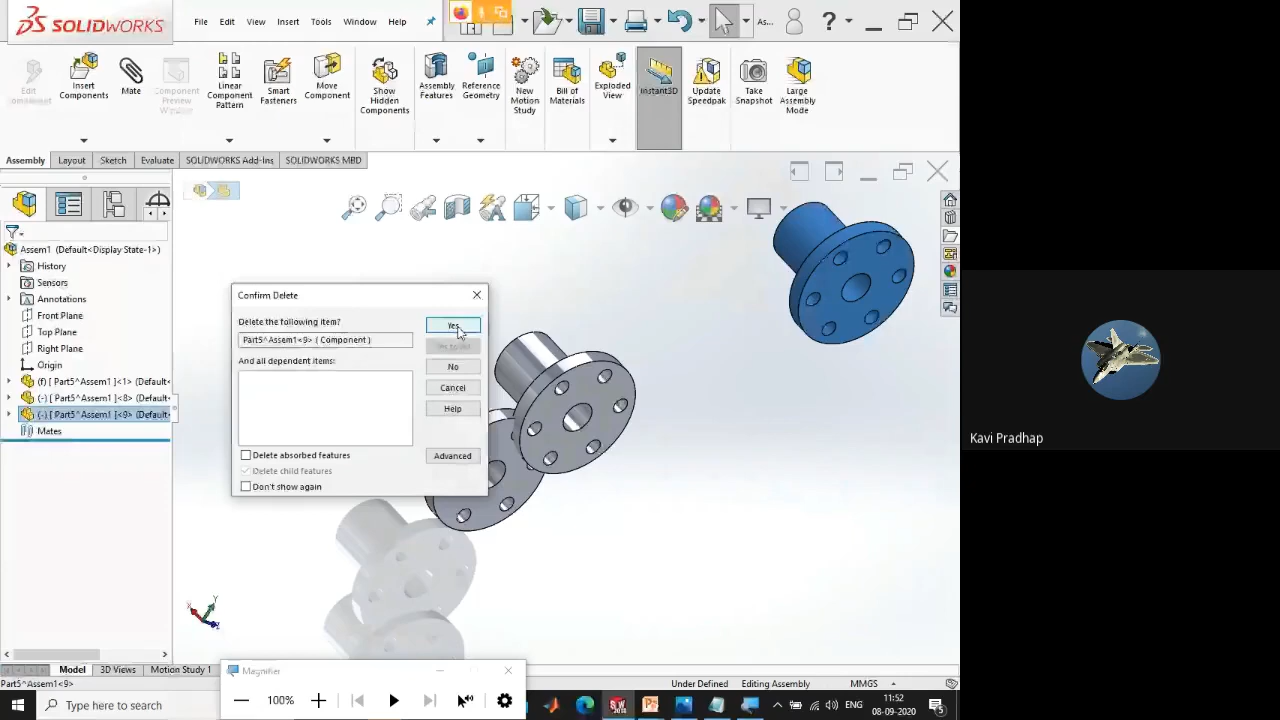 SOLIDWORKS
File Edit View Insert Tools Window Help
As...
?
Edit Component
Insert Components
Mate
Component Preview Window
Linear Component Pattern
Smart Fasteners
Move Component
Show Hidden Components
Assembly Features
Reference Geometry
New Motion Study
Bill of Materials
Exploded View
Instant3D
Update Speedpak
Take Snapshot
Large Assembly Mode
Assembly Layout Sketch Evaluate SOLIDWORKS Add-Ins SOLIDWORKS MBD
Assem1 (Default<Display State-1>)
History
Sensors
Annotations
Front Plane
Top Plane
Right Plane
Origin
(f) [ Part5^Assem1 ]<1> (Default<
(-) [ Part5^Assem1 ]<8> (Default<
(-) [ Part5^Assem1 ]<9> (Default<
Mates
Confirm Delete
Delete the following item?
Part5^Assem1<9> ( Component )
And all dependent items:
Yes
No
Cancel
Help
Advanced
Delete absorbed features
Delete child features
Don't show again
Kavi Pradhap
X Y Z
Model 3D Views Motion Study 1
Magnifier
Part5^Assem1<9>
Under Defined Editing Assembly MMGS
100%
Type here to search
ENG
11:52
08-09-2020
5